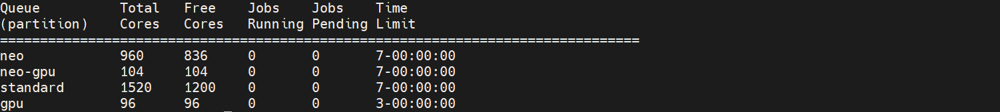 Queue Total Free Jobs Jobs Time
(partition) Cores Cores Running Pending Limit
================================================================================
neo 960 836 0 0 7-00:00:00
neo-gpu 104 104 0 0 7-00:00:00
standard 1520 1200 0 0 7-00:00:00
gpu 96 96 0 0 3-00:00:00